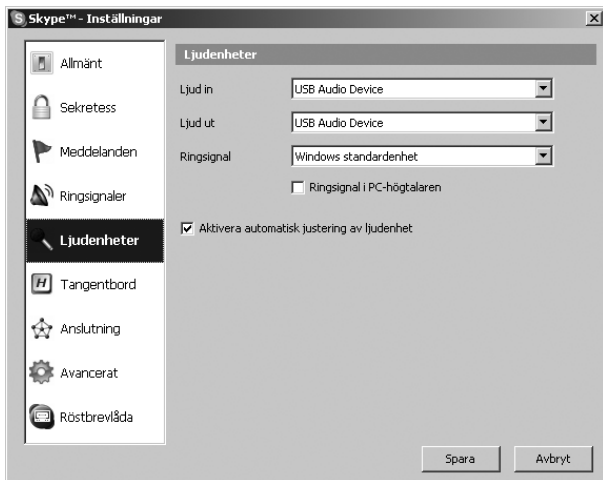 Skype™ - Inställningar
Allmänt
Sekretess
Meddelanden
Ringsignaler
Ljudenheter
Tangentbord
Anslutning
Avancerat
Röstbrevlåda
Ljudenheter
Ljud in USB Audio Device
Ljud ut USB Audio Device
Ringsignal Windows standardenhet
Ringsignal i PC-högtalaren
Aktivera automatisk justering av ljudenhet
Spara Avbryt